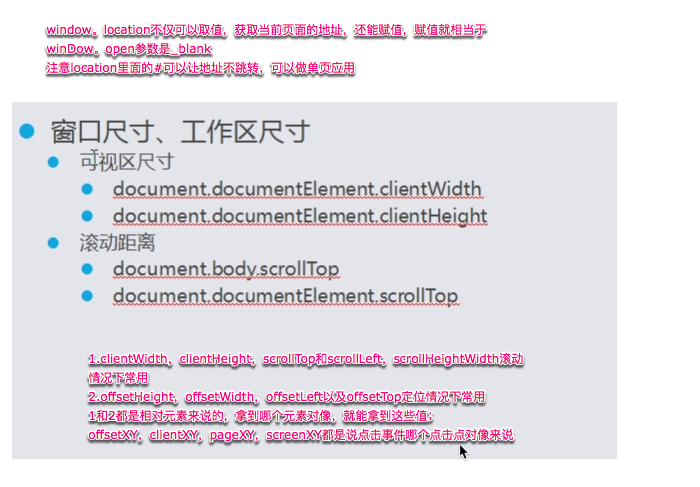 window。location不仅可以取值，获取当前页面的地址，还能赋值，赋值就相当于
winDow。open参数是_blank
注意location里面的#可以让地址不跳转，可以做单页应用
窗口尺寸、工作区尺寸
可视区尺寸
document.documentElement.clientWidth
document.documentElement.clientHeight
滚动距离
document.body.scrollTop
document.documentElement.scrollTop
1.clientWidth，clientHeight，scrollTop和scrollLeft，scrollHeightWidth滚动
情况下常用
2.offsetHeight，offsetWidth，offsetLeft以及offsetTop定位情况下常用
1和2都是相对元素来说的，拿到哪个元素对像，就能拿到这些值；
offsetXY，clientXY，pageXY，screenXY都是说点击事件哪个点击点对像来说